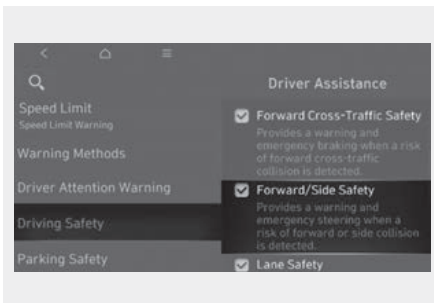 Driver Assistance
Speed Limit
Speed Limit Warning
Warning Methods
Driver Attention Warning
Driving Safety
Parking Safety
Forward Cross-Traffic Safety
Provides a warning and
emergency braking when a risk
of forward cross-traffic
collision is detected.
Forward/Side Safety
Provides a warning and
emergency steering when a
risk of forward or side collision
is detected.
Lane Safety